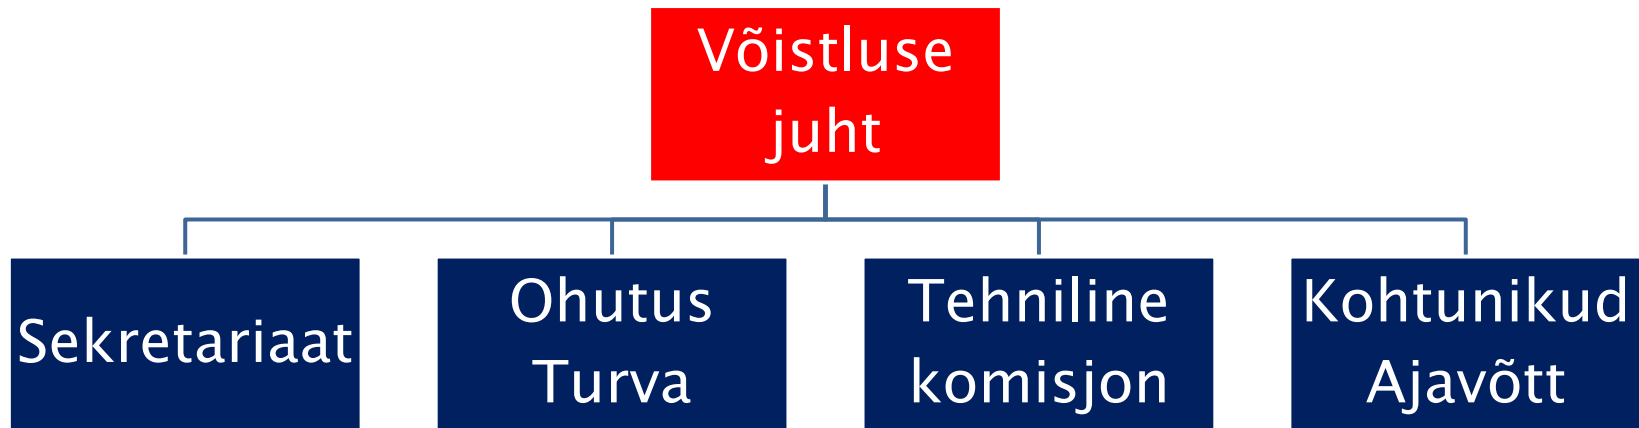 Võistluse
juht
Sekretariaat
Ohutus
Turva
Tehniline
komisjon
Kohtunikud
Ajavõtt